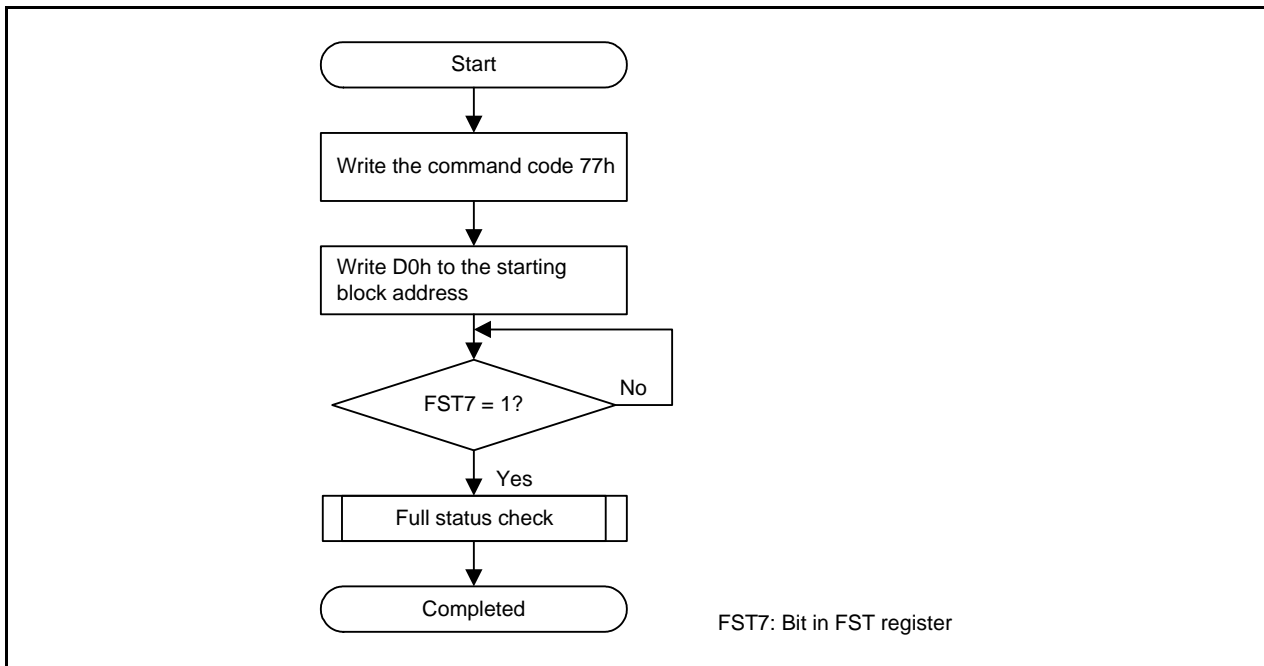 Start
Write the command code 77h
Write D0h to the starting
block address
No
FST7 = 1?
Yes
Full status check
Completed
FST7: Bit in FST register